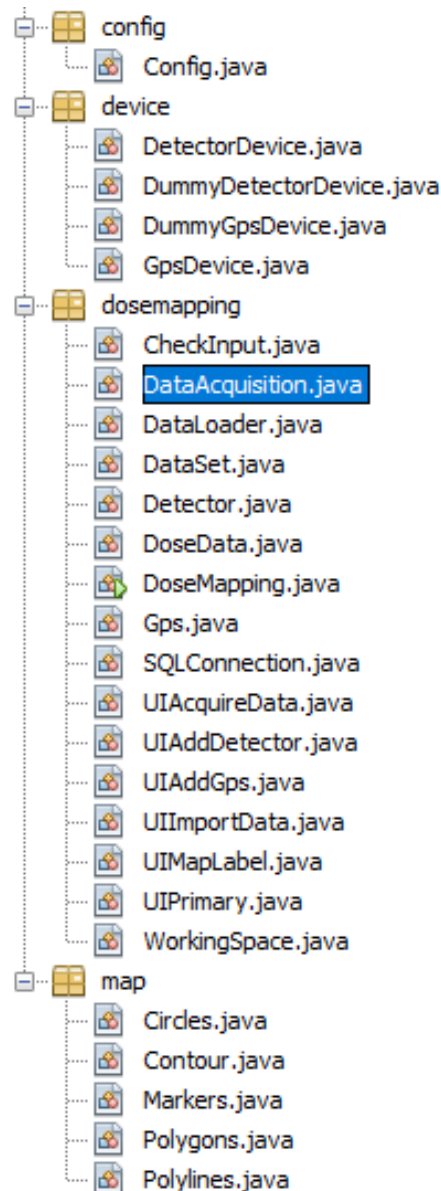 config
Config.java
device
DetectorDevice.java
DummyDetectorDevice.java
DummyGpsDevice.java
GpsDevice.java
dosemapping
CheckInput.java
DataAcquisition.java
DataLoader.java
DataSet.java
Detector.java
DoseData.java
DoseMapping.java
Gps.java
SQLConnection.java
UIAcquireData.java
UIAddDetector.java
UIAddGps.java
UIImportData.java
UIMapLabel.java
UIPrimary.java
WorkingSpace.java
map
Circles.java
Contour.java
Markers.java
Polygons.java
Polylines.java